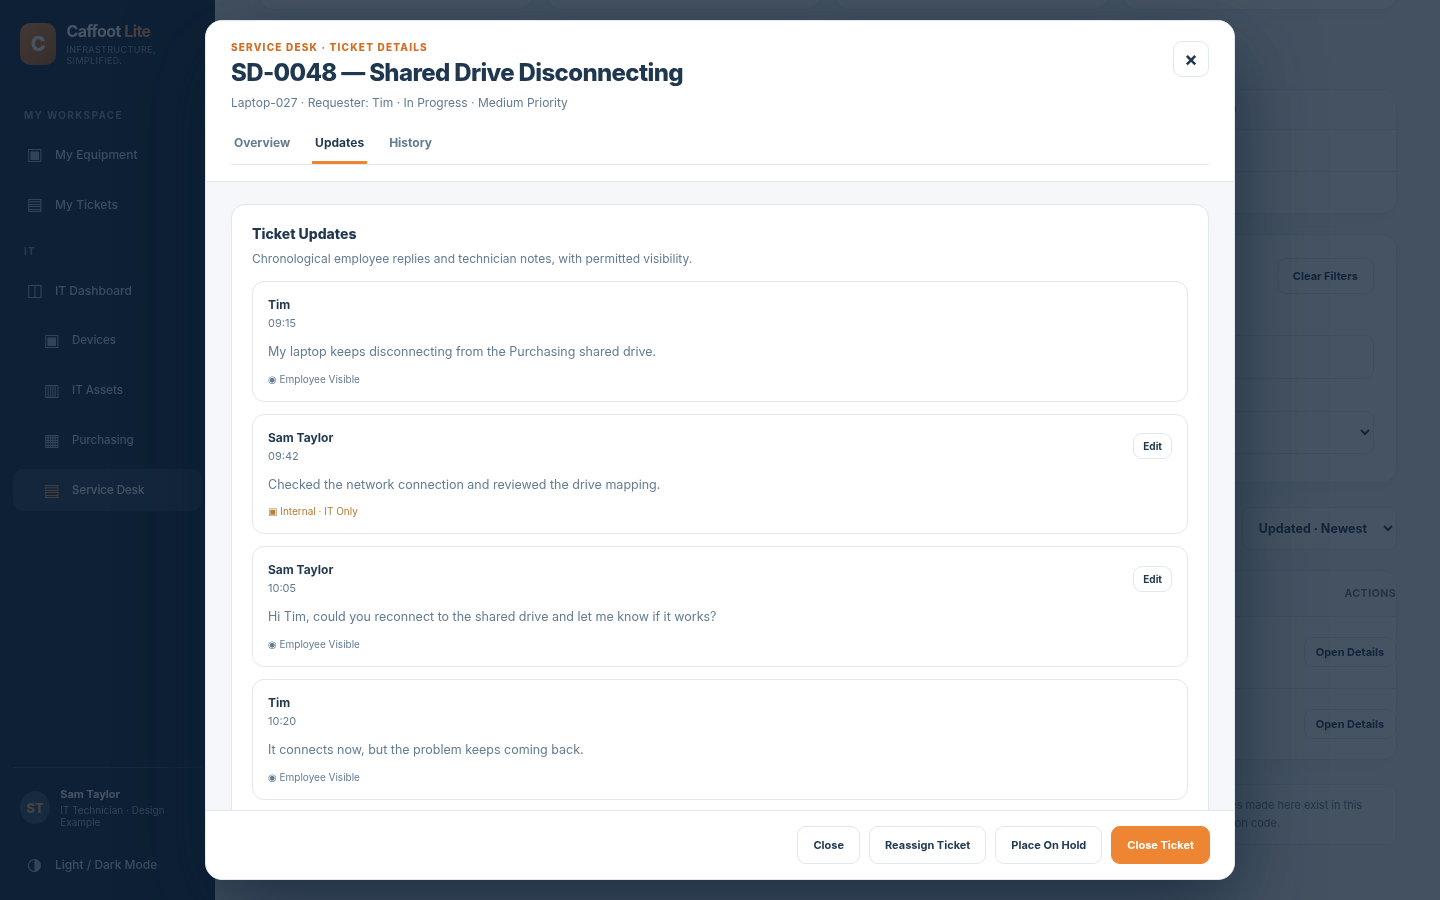 C
Caffoot Lite
INFRASTRUCTURE,
SIMPLIFIED.
MY WORKSPACE
My Equipment
My Tickets
IT
IT Dashboard
Devices
IT Assets
Purchasing
Service Desk
ST
Sam Taylor
IT Technician · Design
Example
Light / Dark Mode
SERVICE DESK · TICKET DETAILS
SD-0048 — Shared Drive Disconnecting
Laptop-027 · Requester: Tim · In Progress · Medium Priority
×
Overview
Updates
History
Ticket Updates
Chronological employee replies and technician notes, with permitted visibility.
Tim
09:15
My laptop keeps disconnecting from the Purchasing shared drive.
Employee Visible
Sam Taylor
09:42
Edit
Checked the network connection and reviewed the drive mapping.
Internal · IT Only
Sam Taylor
10:05
Edit
Hi Tim, could you reconnect to the shared drive and let me know if it works?
Employee Visible
Tim
10:20
It connects now, but the problem keeps coming back.
Employee Visible
Close
Reassign Ticket
Place On Hold
Close Ticket
Clear Filters
Updated · Newest
ACTIONS
Open Details
Open Details
made here exist in this
code.